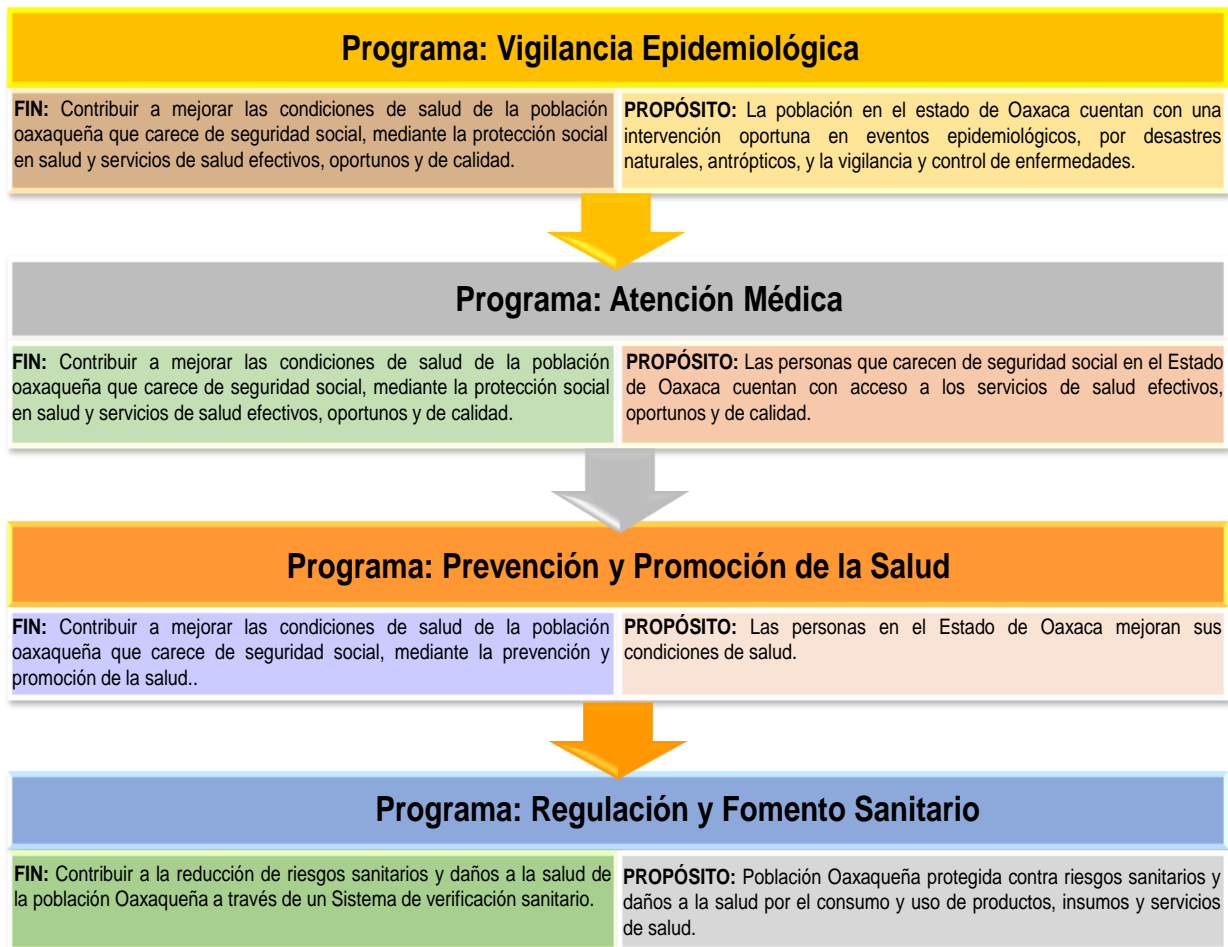 Programa: Vigilancia Epidemiológica
FIN: Contribuir a mejorar las condiciones de salud de la población
oaxaqueña que carece de seguridad social, mediante la protección social
en salud y servicios de salud efectivos, oportunos y de calidad.
PROPÓSITO: La población en el estado de Oaxaca cuentan con una
intervención oportuna en eventos epidemiológicos, por desastres
naturales, antrópticos, y la vigilancia y control de enfermedades.
Programa: Atención Médica
FIN: Contribuir a mejorar las condiciones de salud de la población
oaxaqueña que carece de seguridad social, mediante la protección social
en salud y servicios de salud efectivos, oportunos y de calidad.
PROPÓSITO: Las personas que carecen de seguridad social en el Estado
de Oaxaca cuentan con acceso a los servicios de salud efectivos,
oportunos y de calidad.
Programa: Prevención y Promoción de la Salud
FIN: Contribuir a mejorar las condiciones de salud de la población
oaxaqueña que carece de seguridad social, mediante la prevención y
promoción de la salud..
PROPÓSITO: Las personas en el Estado de Oaxaca mejoran sus
condiciones de salud.
Programa: Regulación y Fomento Sanitario
FIN: Contribuir a la reducción de riesgos sanitarios y daños a la salud de
la población Oaxaqueña a través de un Sistema de verificación sanitario.
PROPÓSITO: Población Oaxaqueña protegida contra riesgos sanitarios y
daños a la salud por el consumo y uso de productos, insumos y servicios
de salud.